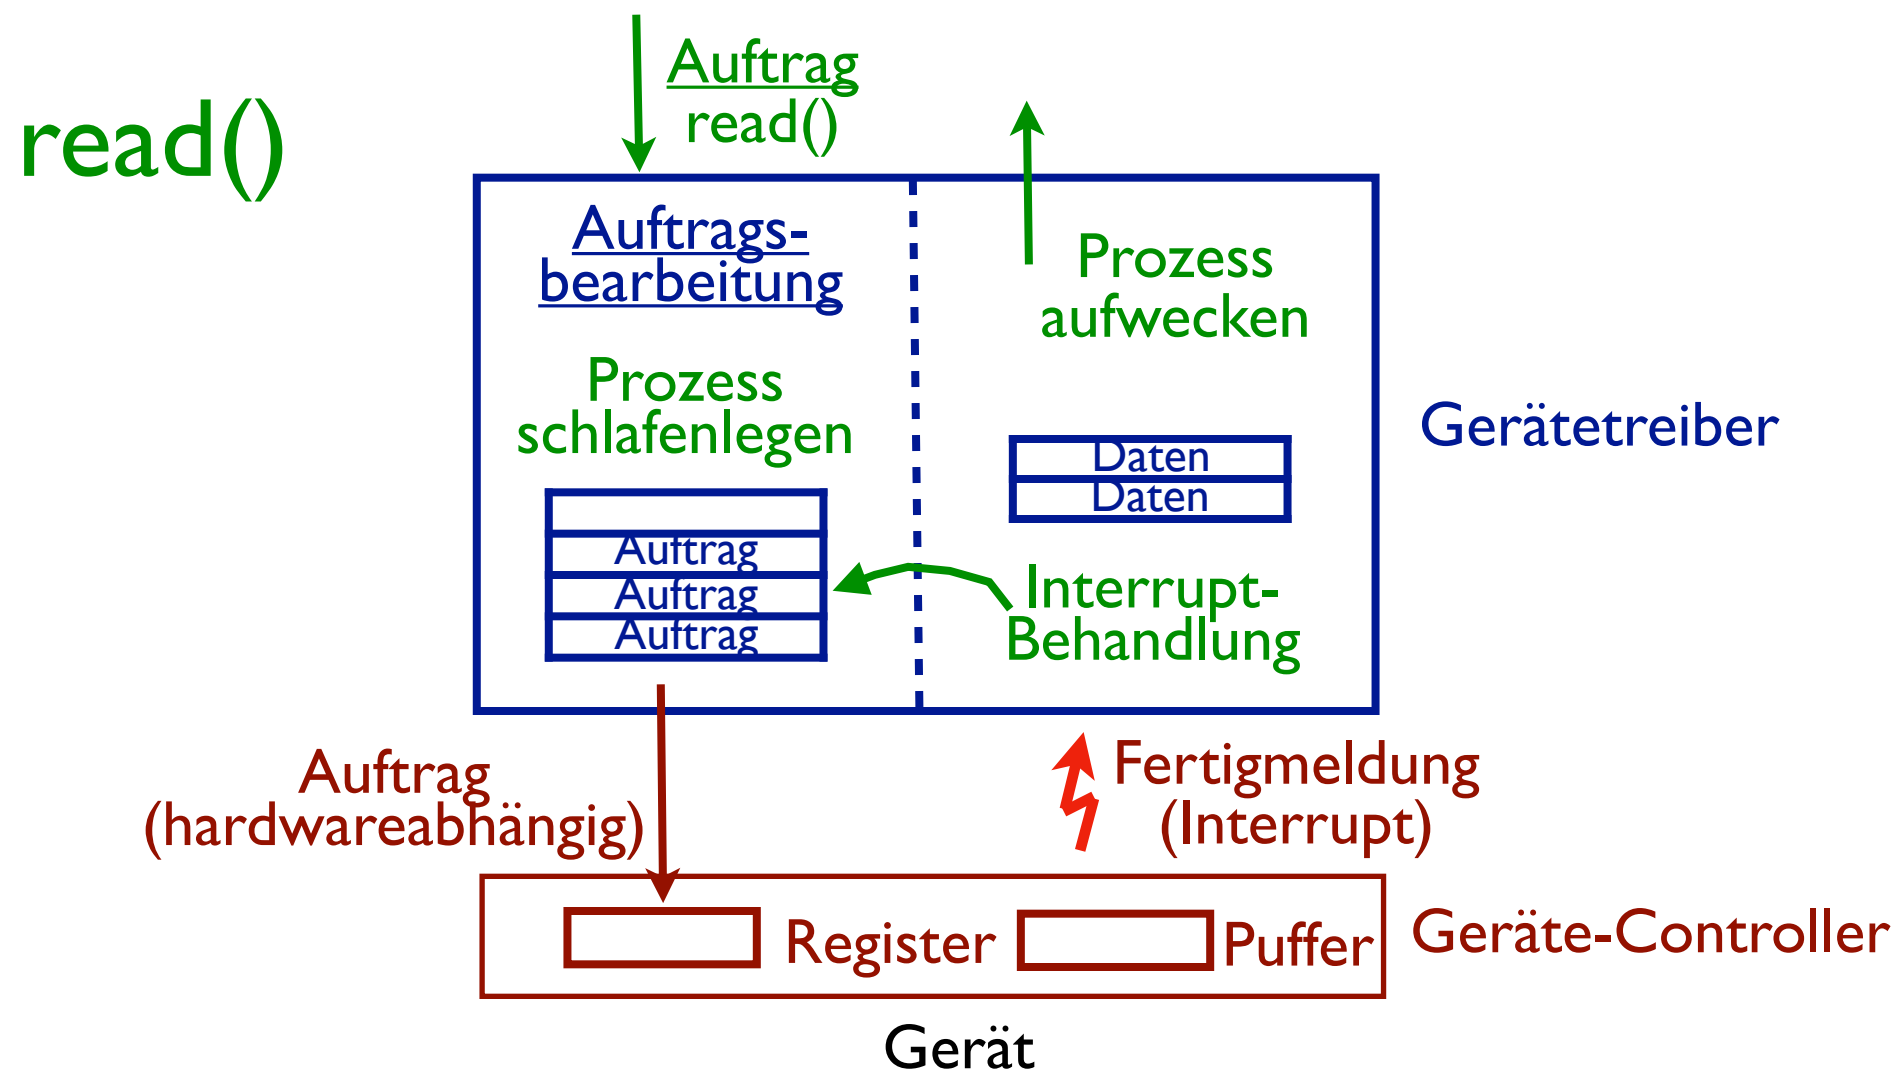 read()
Auftrag
read()
Auftrags-
bearbeitung
Prozess
schlafenlegen
Auftrag
Auftrag
Auftrag
Prozess
aufwecken
Daten
Daten
Interrupt-
Behandlung
Gerätetreiber
Auftrag
(hardwareabhängig)
Fertigmeldung
(Interrupt)
Register
Puffer
Geräte-Controller
Gerät